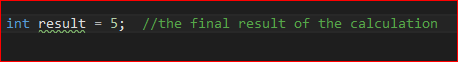 int result = 5;  //the final result of the calculation